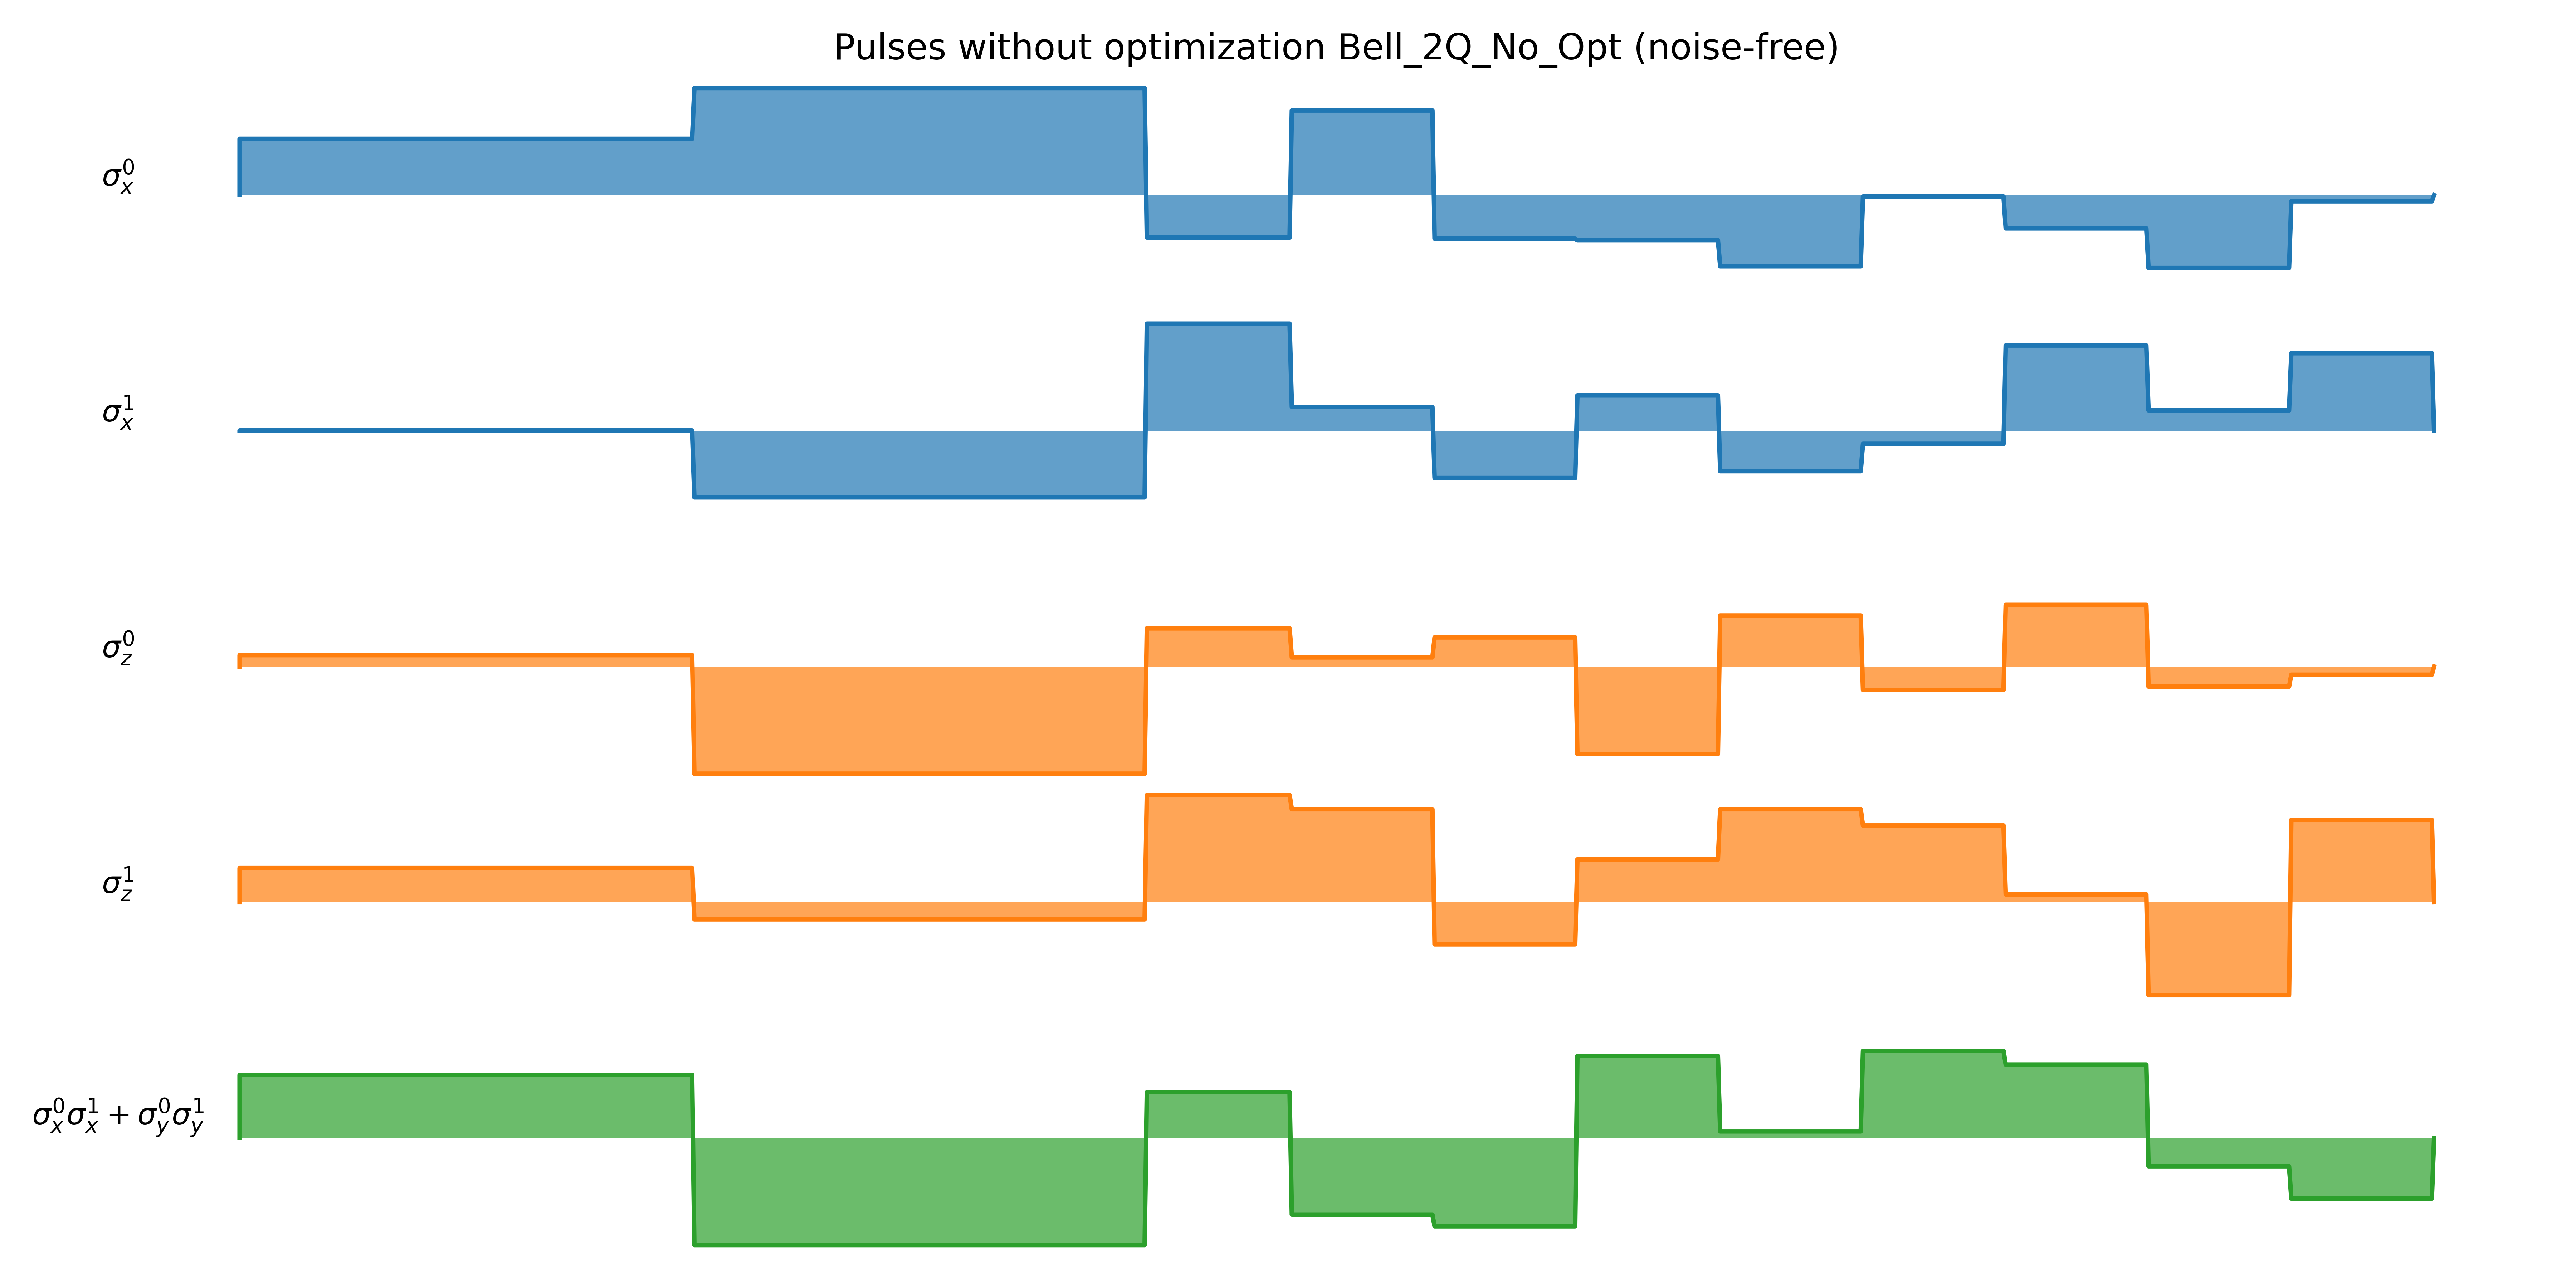 Pulses without optimization Bell_2Q_No_Opt (noise-free)
σ_x^0
σ_x^1
σ_z^0
σ_z^1
σ_x^0σ_x^1 + σ_y^0σ_y^1